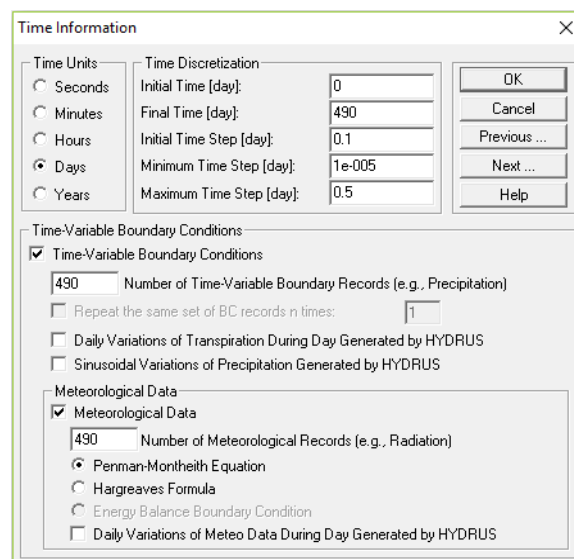 Time Information
Time Units
Seconds
Minutes
Hours
Days
Years
Time Discretization
Initial Time [day]: 0
Final Time [day]: 490
Initial Time Step [day]: 0.1
Minimum Time Step [day]: 1e-005
Maximum Time Step [day]: 0.5
OK
Cancel
Previous ...
Next ...
Help
Time-Variable Boundary Conditions
Time-Variable Boundary Conditions
490 Number of Time-Variable Boundary Records (e.g., Precipitation)
Repeat the same set of BC records n times: 1
Daily Variations of Transpiration During Day Generated by HYDRUS
Sinusoidal Variations of Precipitation Generated by HYDRUS
Meteorological Data
Meteorological Data
490 Number of Meteorological Records (e.g., Radiation)
Penman-Montheith Equation
Hargreaves Formula
Energy Balance Boundary Condition
Daily Variations of Meteo Data During Day Generated by HYDRUS